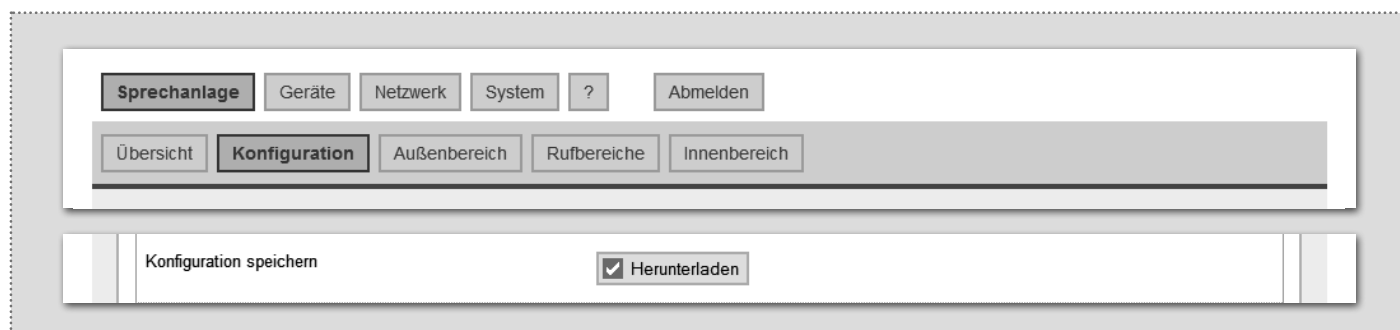 Sprechanlage Geräte Netzwerk System ? Abmelden
Übersicht Konfiguration Außenbereich Rufbereiche Innenbereich
Konfiguration speichern Herunterladen